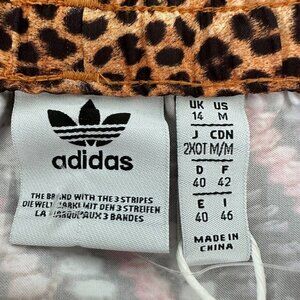 adidas
THE BRAND WITH THE 3 STRIPES
DIE WELTMARKE MIT DEN 3 STREIFEN
LA MARQUE AUX 3 BANDES
UK US
14 M
J CDN
2XOT M/M
D F
40 42
E I
40 46
MADE IN
CHINA